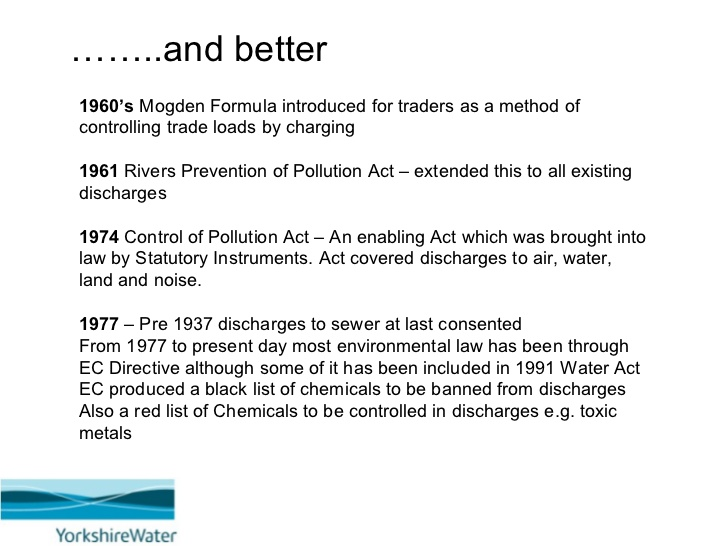 ……..and better
1960’s Mogden Formula introduced for traders as a method of
controlling trade loads by charging
1961 Rivers Prevention of Pollution Act – extended this to all existing
discharges
1974 Control of Pollution Act – An enabling Act which was brought into
law by Statutory Instruments. Act covered discharges to air, water,
land and noise.
1977 – Pre 1937 discharges to sewer at last consented
From 1977 to present day most environmental law has been through
EC Directive although some of it has been included in 1991 Water Act
EC produced a black list of chemicals to be banned from discharges
Also a red list of Chemicals to be controlled in discharges e.g. toxic
metals
YorkshireWater